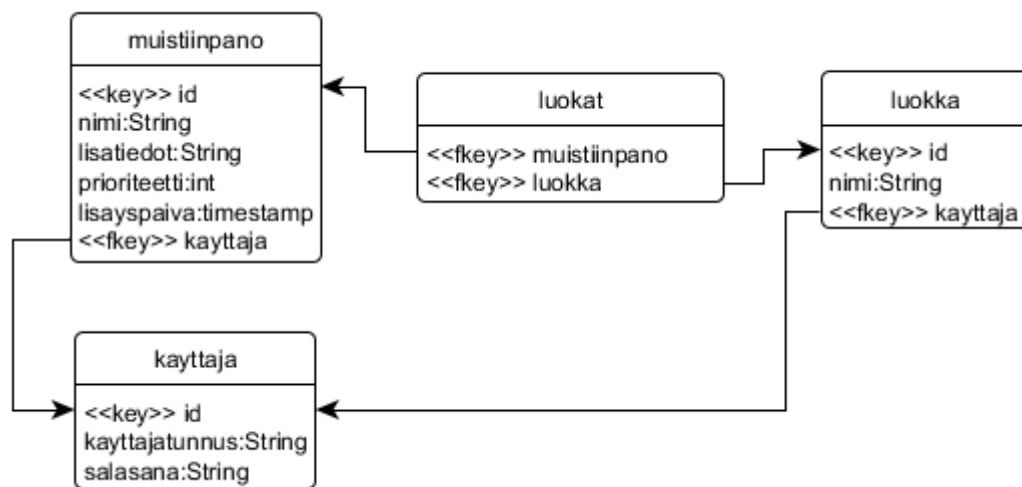 muistiinpano
<<key>> id
nimi:String
lisatiedot:String
prioriteetti:int
lisayspaiva:timestamp
<<fkey>> kayttaja
luokat
<<fkey>> muistiinpano
<<fkey>> luokka
luokka
<<key>> id
nimi:String
<<fkey>> kayttaja
kayttaja
<<key>> id
kayttajatunnus:String
salasana:String